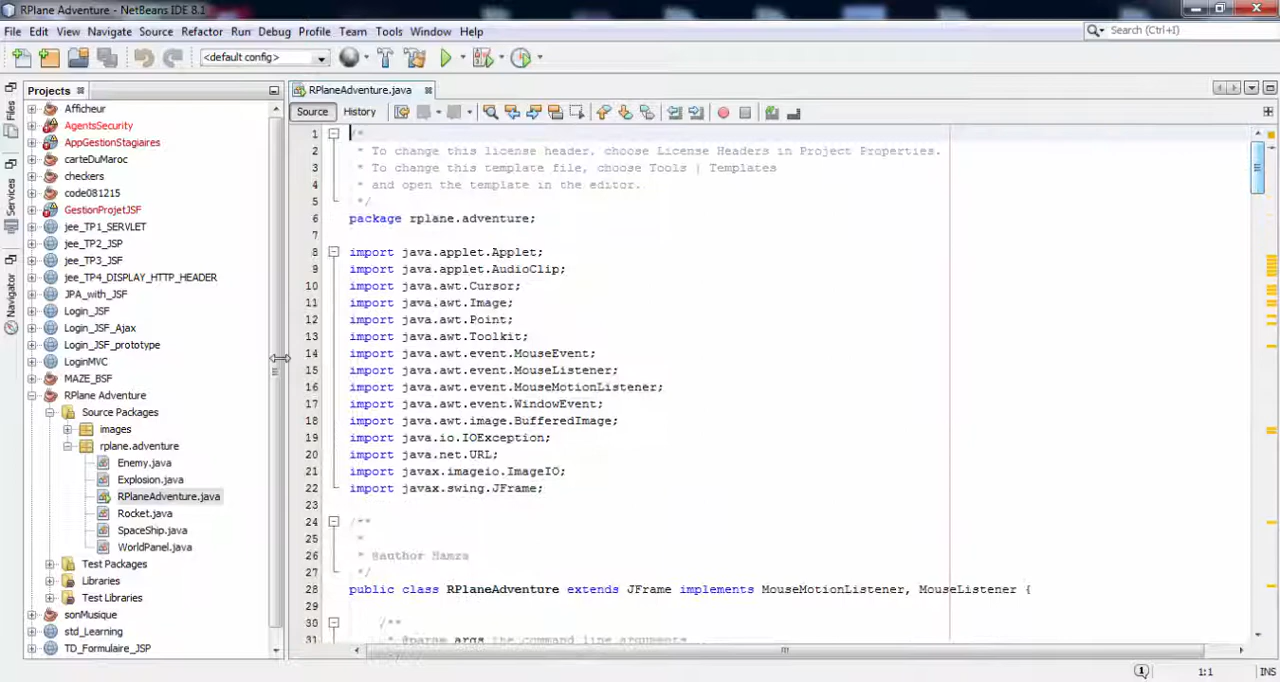 RPlane Adventure - NetBeans IDE 8.1
File Edit View Navigate Source Refactor Run Debug Profile Team Tools Window Help
Search (Ctrl+I)
<default config>
Projects
RPlaneAdventure.java
Source History
Files
Services
Navigator
Afficheur
AgentsSecurity
AppGestionStagiaires
carteDuMaroc
checkers
code081215
GestionProjetJSF
jee_TP1_SERVLET
jee_TP2_JSP
jee_TP3_JSF
jee_TP4_DISPLAY_HTTP_HEADER
JPA_with_JSF
Login_JSF
Login_JSF_Ajax
Login_JSF_prototype
LoginMVC
MAZE_BSF
RPlane Adventure
Source Packages
images
rplane.adventure
Enemy.java
Explosion.java
RPlaneAdventure.java
Rocket.java
SpaceShip.java
WorldPanel.java
Test Packages
Libraries
Test Libraries
sonMusique
std_Learning
TD_Formulaire_JSP
1 /*
2 * To change this license header, choose License Headers in Project Properties.
3 * To change this template file, choose Tools | Templates
4 * and open the template in the editor.
5 */
6 package rplane.adventure;
7
8 import java.applet.Applet;
9 import java.applet.AudioClip;
10 import java.awt.Cursor;
11 import java.awt.Image;
12 import java.awt.Point;
13 import java.awt.Toolkit;
14 import java.awt.event.MouseEvent;
15 import java.awt.event.MouseListener;
16 import java.awt.event.MouseMotionListener;
17 import java.awt.event.WindowEvent;
18 import java.awt.image.BufferedImage;
19 import java.io.IOException;
20 import java.net.URL;
21 import javax.imageio.ImageIO;
22 import javax.swing.JFrame;
23
24 /**
25 *
26 * @author Hamza
27 */
28 public class RPlaneAdventure extends JFrame implements MouseMotionListener, MouseListener {
29
30 /**
31 * @param args the command line arguments
1:1 INS